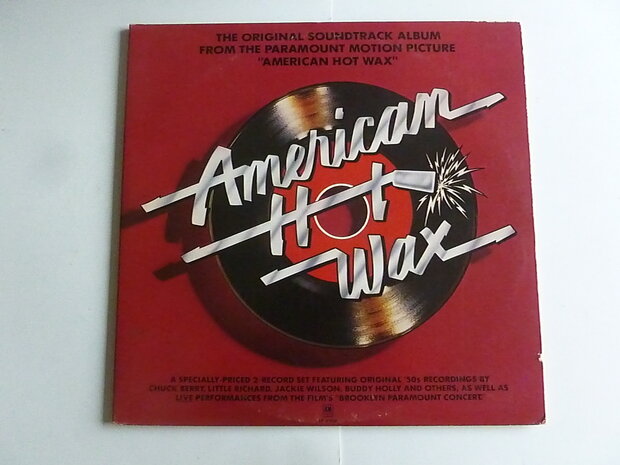 THE ORIGINAL SOUNDTRACK ALBUM
FROM THE PARAMOUNT MOTION PICTURE
"AMERICAN HOT WAX"
American
Hot
Wax
A SPECIALLY-PRICED 2-RECORD SET FEATURING ORIGINAL '50s RECORDINGS BY
CHUCK BERRY, LITTLE RICHARD, JACKIE WILSON, BUDDY HOLLY AND OTHERS, AS WELL AS
LIVE PERFORMANCES FROM THE FILM'S "BROOKLYN PARAMOUNT CONCERT"